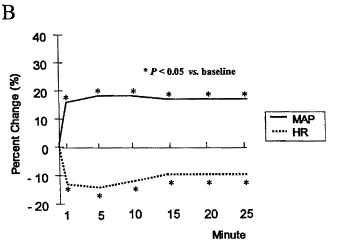 B
40
30
20
10
0
- 10
- 20
Percent Change (%)
* P < 0.05 vs. baseline
* * * * * *
* * * * * *
MAP
HR
1 5 10 15 20 25
Minute